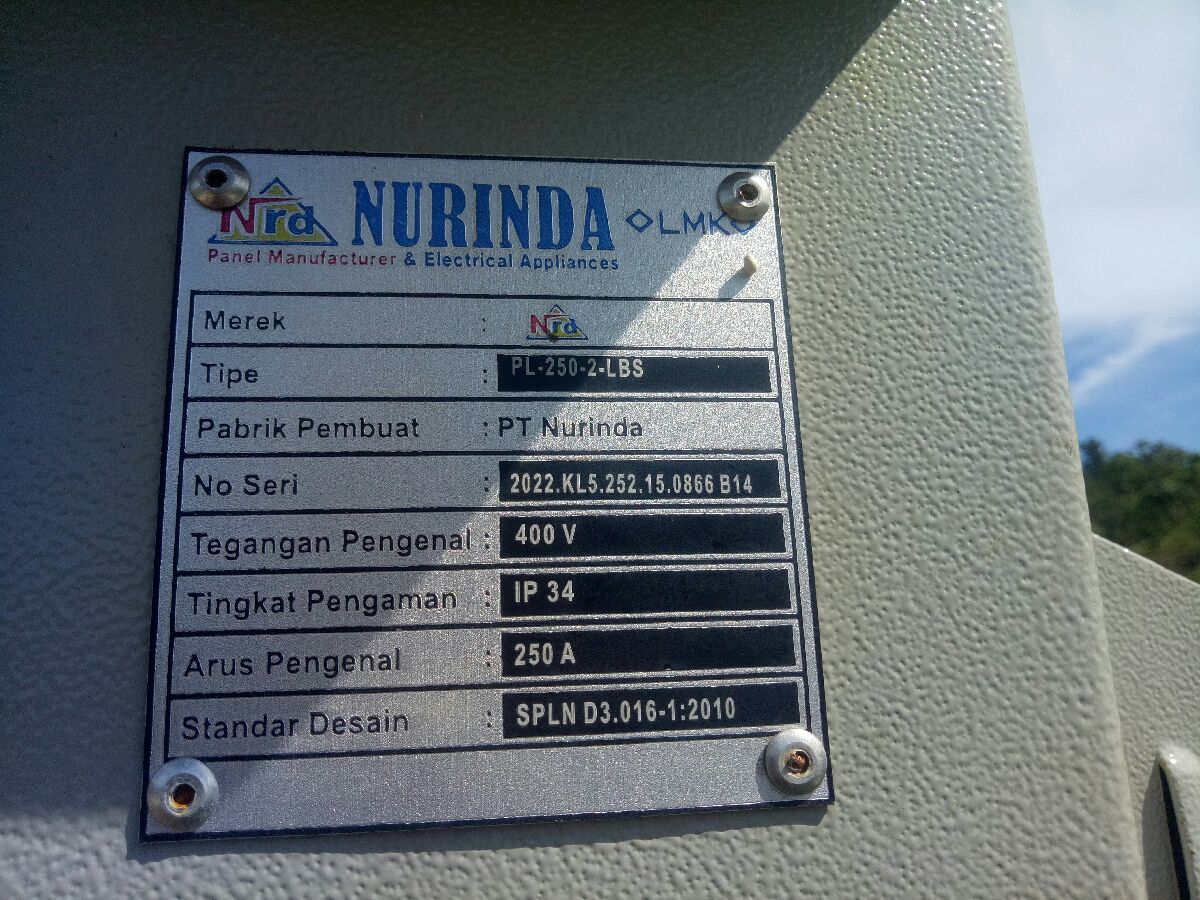 Nrd NURINDA ◇LMK◇
Panel Manufacturer & Electrical Appliances
Merek : Nrd
Tipe : PL-250-2-LBS
Pabrik Pembuat : PT Nurinda
No Seri : 2022.KL5.252.15.0866 B14
Tegangan Pengenal : 400 V
Tingkat Pengaman : IP 34
Arus Pengenal : 250 A
Standar Desain : SPLN D3.016-1:2010